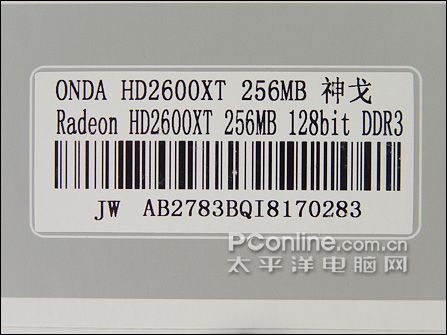 ONDA HD2600XT 256MB 神戈
Radeon HD2600XT 256MB 128bit DDR3
JW AB2783BQI8170283
PConline.com.cn
太平洋电脑网